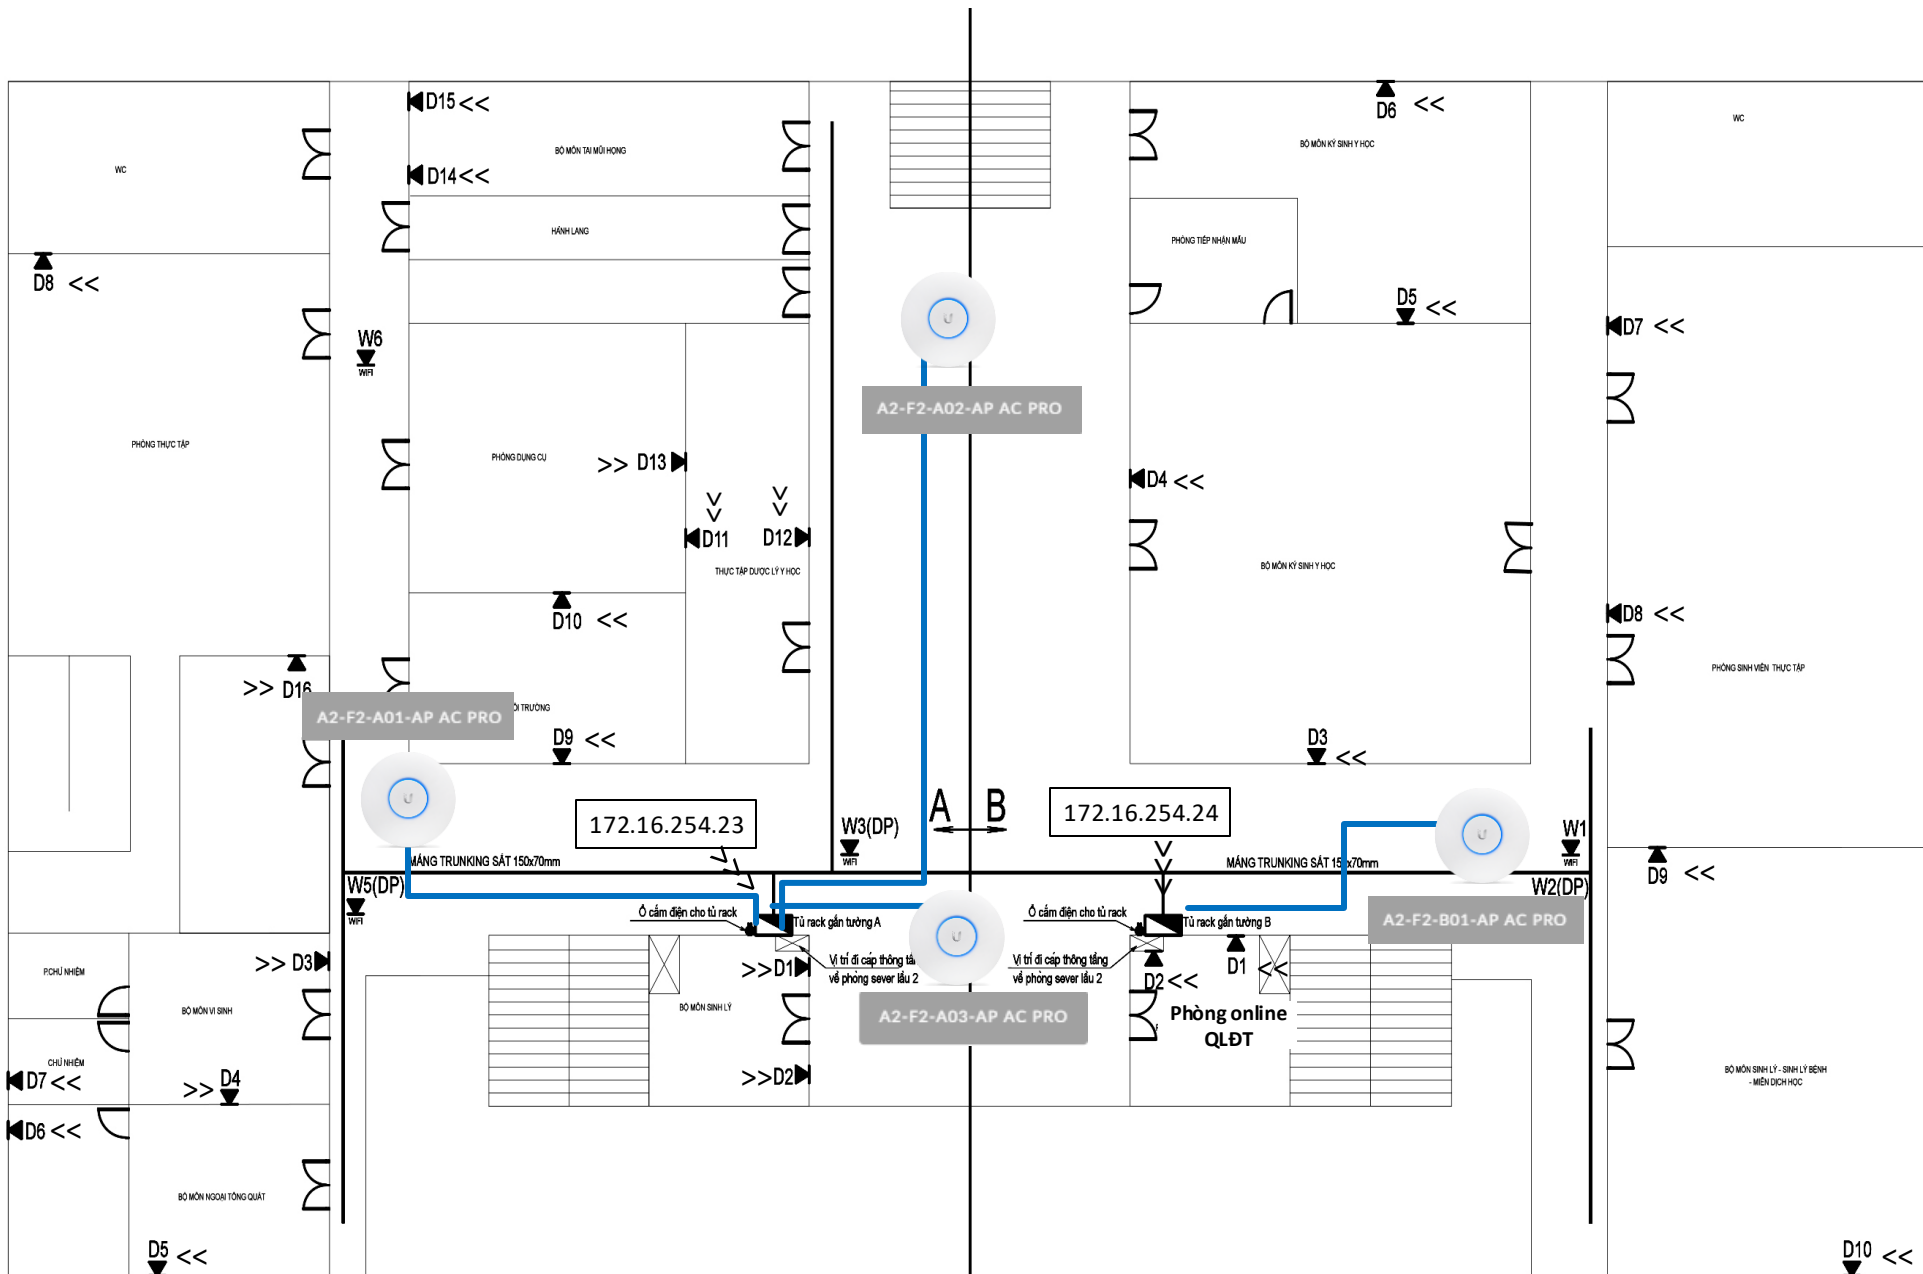 D15 <<
D6 <<
WC
BỘ MÔN TAI MŨI HỌNG
BỘ MÔN KÝ SINH Y HỌC
WC
D14 <<
HÀNH LANG
PHÒNG TIẾP NHẬN MẪU
D8 <<
D5 <<
D7 <<
W6
WIFI
A2-F2-A02-AP AC PRO
PHÒNG THỰC TẬP
PHÒNG DỤNG CỤ
>> D13
D4 <<
D11
D12
THỰC TẬP DƯỢC LÝ Y HỌC
BỘ MÔN KÝ SINH Y HỌC
D10 <<
D8 <<
PHÒNG SINH VIÊN THỰC TẬP
>> D16
A2-F2-A01-AP AC PRO
ÔI TRƯỜNG
D9 <<
D3 <<
172.16.254.23
W3(DP)
WIFI
A B
172.16.254.24
W1
WIFI
MÁNG TRUNKING SẮT 150x70mm
MÁNG TRUNKING SẮT 150x70mm
D9 <<
W5(DP)
WIFI
W2(DP)
Ổ cắm điện cho tủ rack
Tủ rack gắn tường A
Ổ cắm điện cho tủ rack
Tủ rack gắn tường B
A2-F2-B01-AP AC PRO
>> D3
>>D1
Vị trí đi cáp thông tầ
về phòng sever lầu 2
Vị trí đi cáp thông tầng
về phòng sever lầu 2
D2 <<
D1 <<
P.CHỦ NHIỆM
BỘ MÔN VI SINH
BỘ MÔN SINH LÝ
A2-F2-A03-AP AC PRO
Phòng online
QLĐT
CHỦ NHIỆM
D7 <<
>> D4
>>D2
BỘ MÔN SINH LÝ - SINH LÝ BỆNH
- MIỄN DỊCH HỌC
D6 <<
BỘ MÔN NGOẠI TỔNG QUÁT
D5 <<
D10 <<